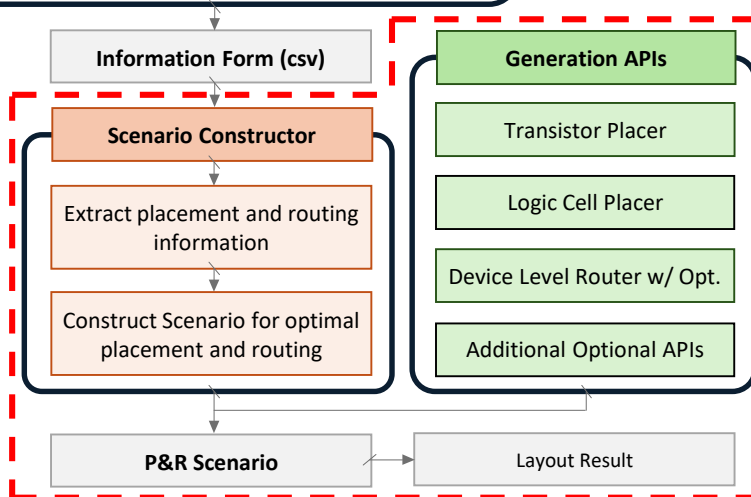 Information Form (csv)
Generation APIs
Scenario Constructor
Transistor Placer
Extract placement and routing
information
Logic Cell Placer
Device Level Router w/ Opt.
Construct Scenario for optimal
placement and routing
Additional Optional APIs
P&R Scenario
Layout Result